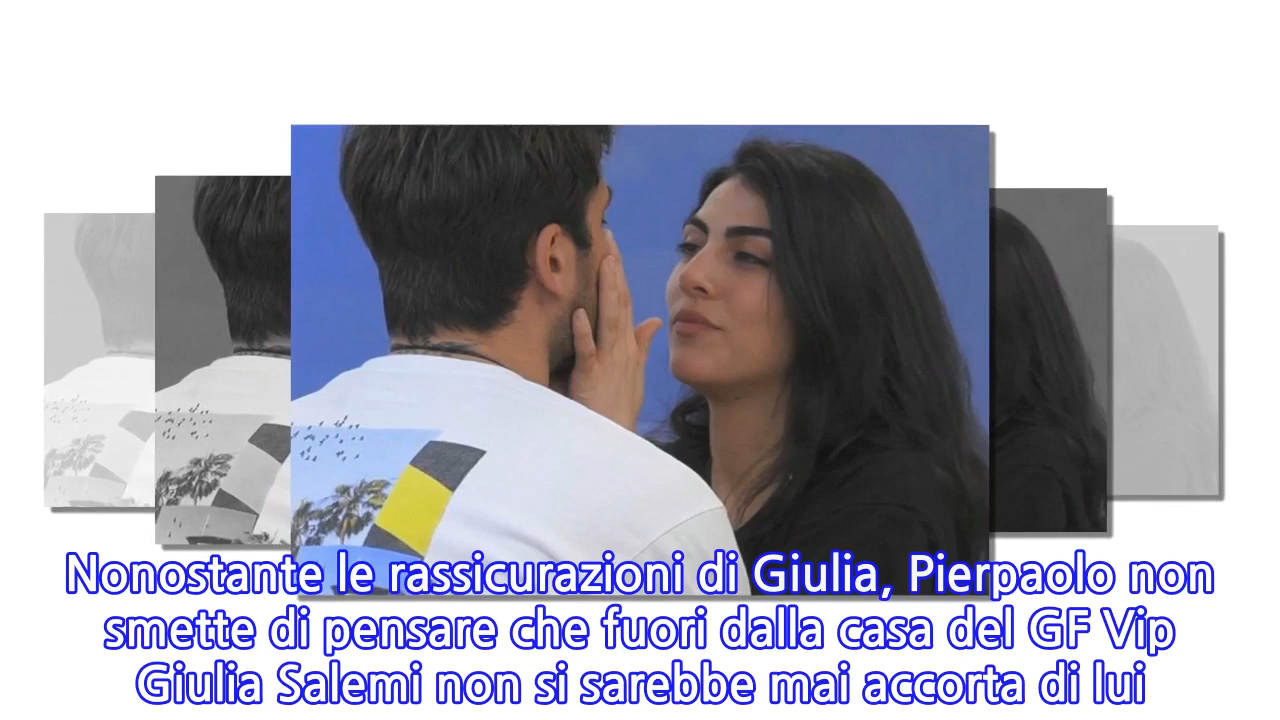 Nonostante le rassicurazioni di Giulia, Pierpaolo non
smette di pensare che fuori dalla casa del GF Vip
Giulia Salemi non si sarebbe mai accorta di lui